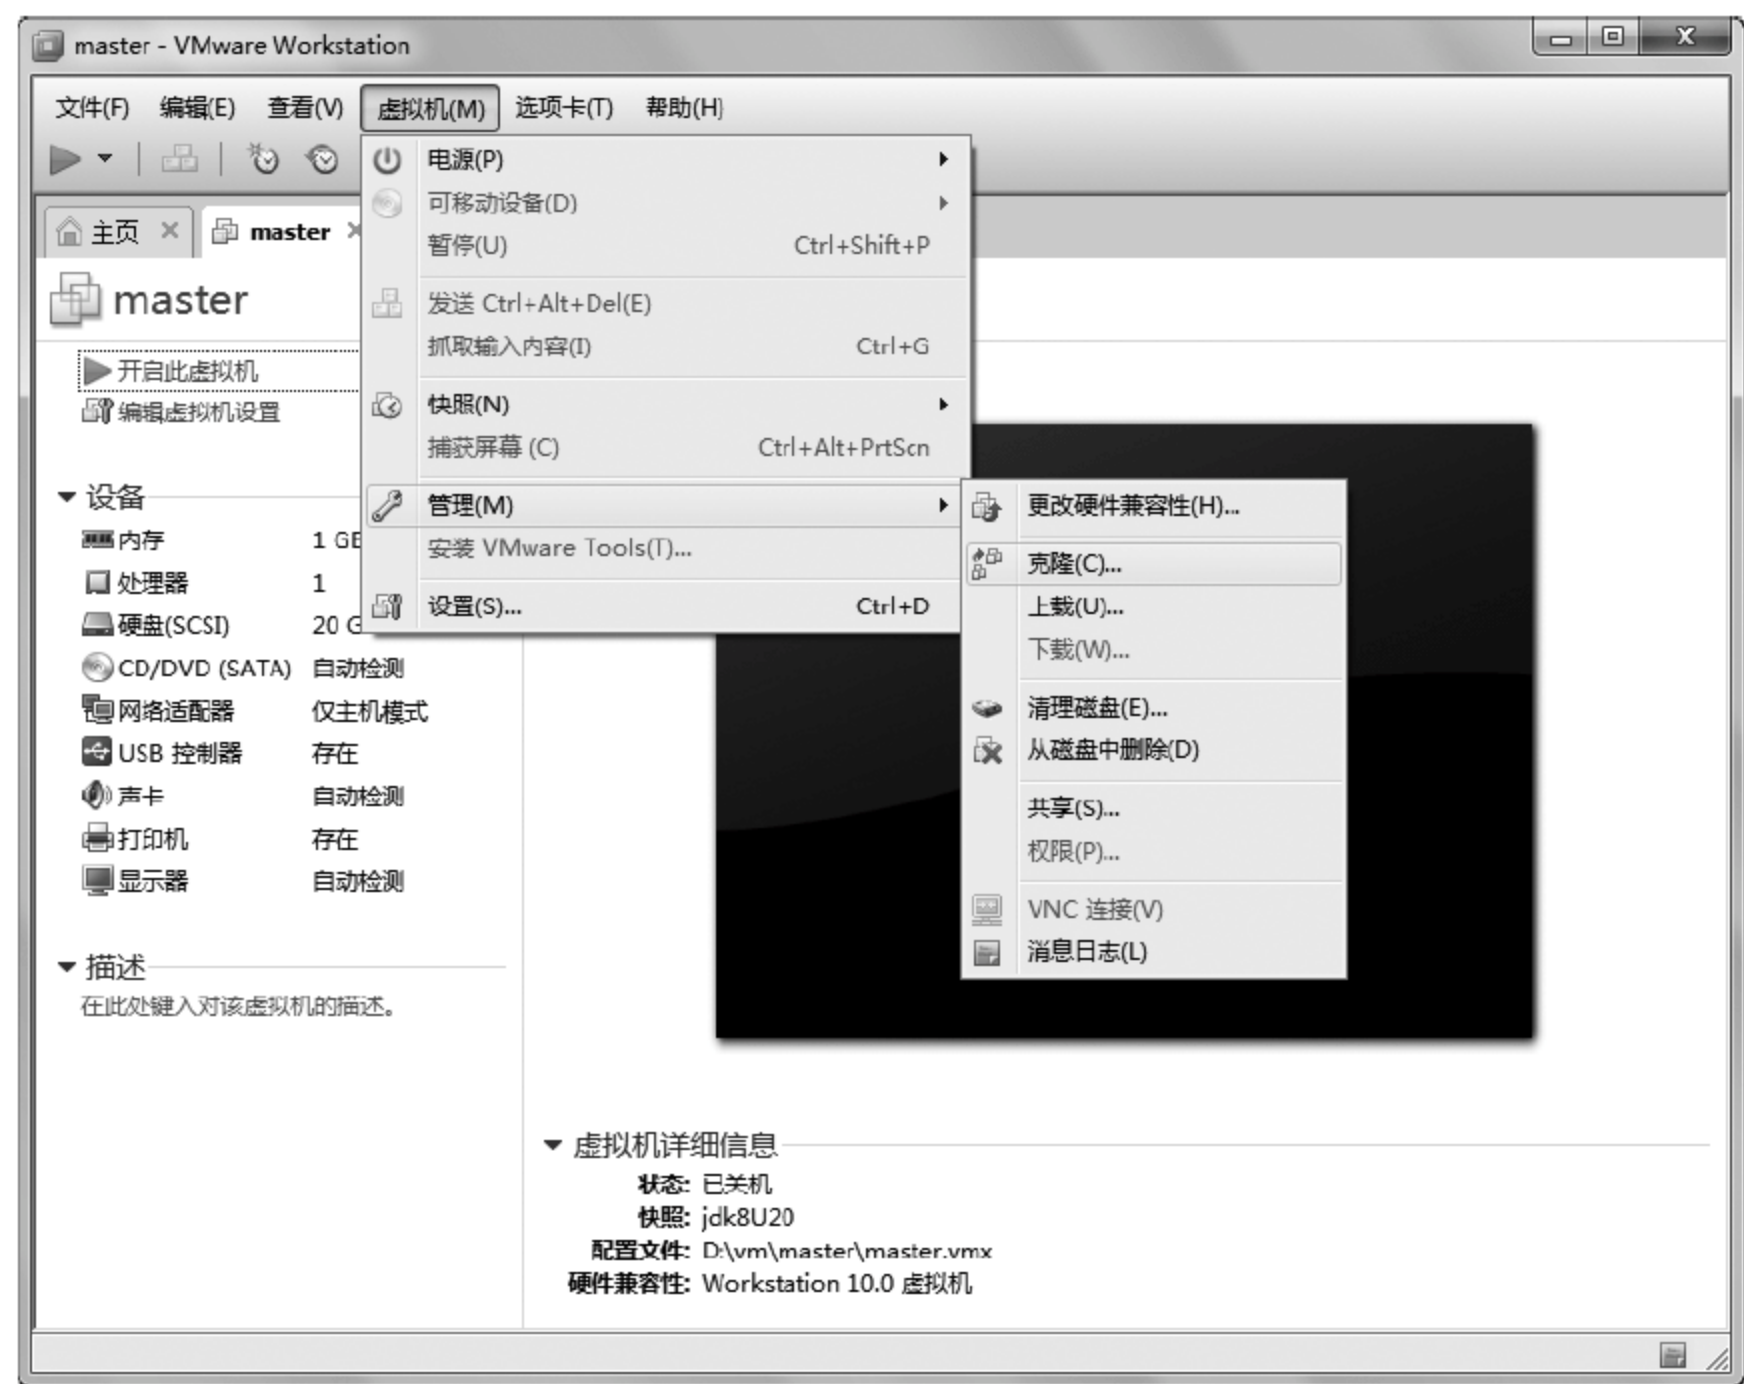 master - VMware Workstation
文件(F) 编辑(E) 查看(V) 虚拟机(M) 选项卡(T) 帮助(H)
主页 master
master
开启此虚拟机
编辑虚拟机设置
设备
内存 1 GB
处理器 1
硬盘(SCSI) 20 G
CD/DVD (SATA) 自动检测
网络适配器 仅主机模式
USB 控制器 存在
声卡 自动检测
打印机 存在
显示器 自动检测
描述
在此处键入对该虚拟机的描述。
电源(P)
可移动设备(D)
暂停(U) Ctrl+Shift+P
发送 Ctrl+Alt+Del(E)
抓取输入内容(I) Ctrl+G
快照(N)
捕获屏幕 (C) Ctrl+Alt+PrtScn
管理(M)
安装 VMware Tools(T)...
设置(S)... Ctrl+D
更改硬件兼容性(H)...
克隆(C)...
上载(U)...
下载(W)...
清理磁盘(E)...
从磁盘中删除(D)
共享(S)...
权限(P)...
VNC 连接(V)
消息日志(L)
虚拟机详细信息
状态: 已关机
快照: jdk8U20
配置文件: D:\vm\master\master.vmx
硬件兼容性: Workstation 10.0 虚拟机